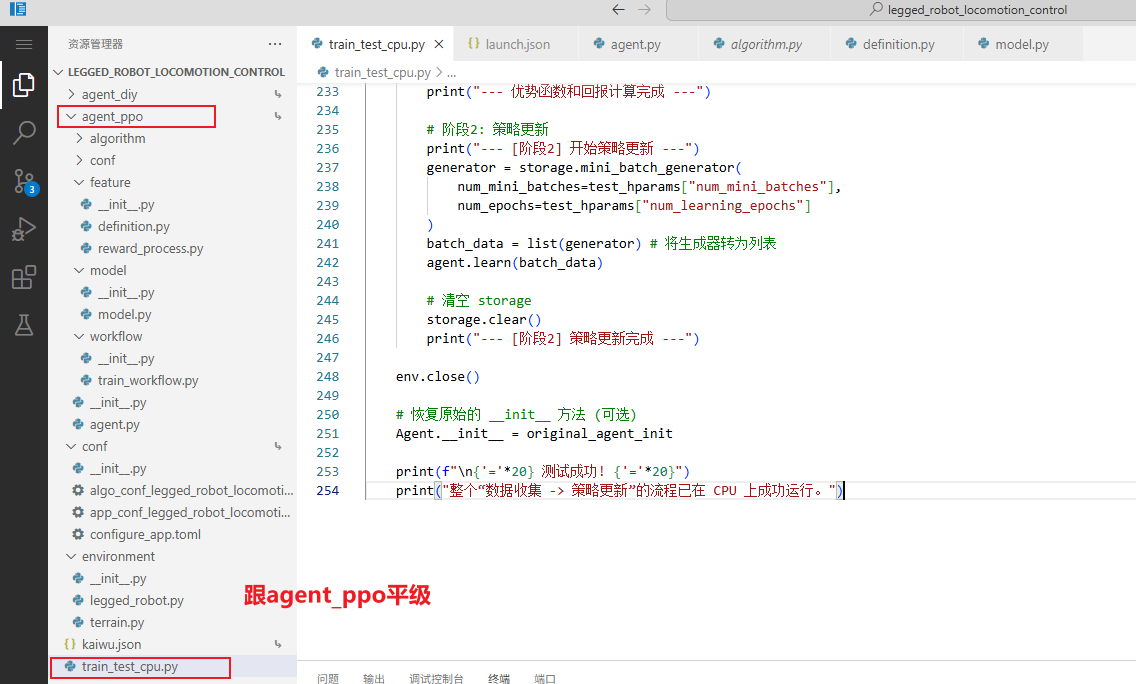 legged_robot_locomotion_control
资源管理器
LEGGED_ROBOT_LOCOMOTION_CONTROL
agent_diy
agent_ppo
algorithm
conf
feature
__init__.py
definition.py
reward_process.py
model
__init__.py
model.py
workflow
__init__.py
train_workflow.py
__init__.py
agent.py
conf
__init__.py
algo_conf_legged_robot_locomoti...
app_conf_legged_robot_locomoti...
configure_app.toml
environment
__init__.py
legged_robot.py
terrain.py
kaiwu.json
train_test_cpu.py
3
train_test_cpu.py
launch.json
agent.py
algorithm.py
definition.py
model.py
train_test_cpu.py > ...
233 print("--- 优势函数和回报计算完成 ---")
234
235 # 阶段2: 策略更新
236 print("--- [阶段2] 开始策略更新 ---")
237 generator = storage.mini_batch_generator(
238 num_mini_batches=test_hparams["num_mini_batches"],
239 num_epochs=test_hparams["num_learning_epochs"]
240 )
241 batch_data = list(generator) # 将生成器转为列表
242 agent.learn(batch_data)
243
244 # 清空 storage
245 storage.clear()
246 print("--- [阶段2] 策略更新完成 ---")
247
248 env.close()
249
250 # 恢复原始的 __init__ 方法 (可选)
251 Agent.__init__ = original_agent_init
252
253 print(f"\n{'='*20} 测试成功! {'='*20}")
254 print("整个“数据收集 -> 策略更新”的流程已在 CPU 上成功运行。")
跟agent_ppo平级
问题 输出 调试控制台 终端 端口